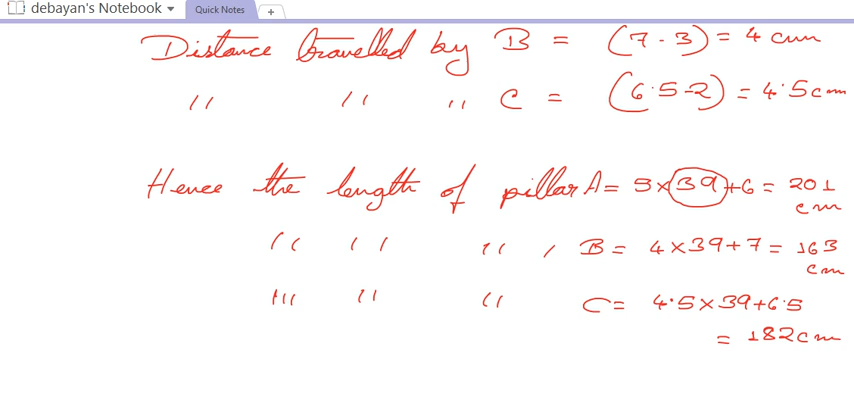 debayan's Notebook Quick Notes +
Distance travelled by B = (7-3) = 4 cm
" " " C = (6.5-2) = 4.5cm
Hence the length of pillar A = 5×39+6 = 201
cm
" " " , B = 4×39+7 = 163
cm
" " " C = 4.5×39+6.5
= 182cm